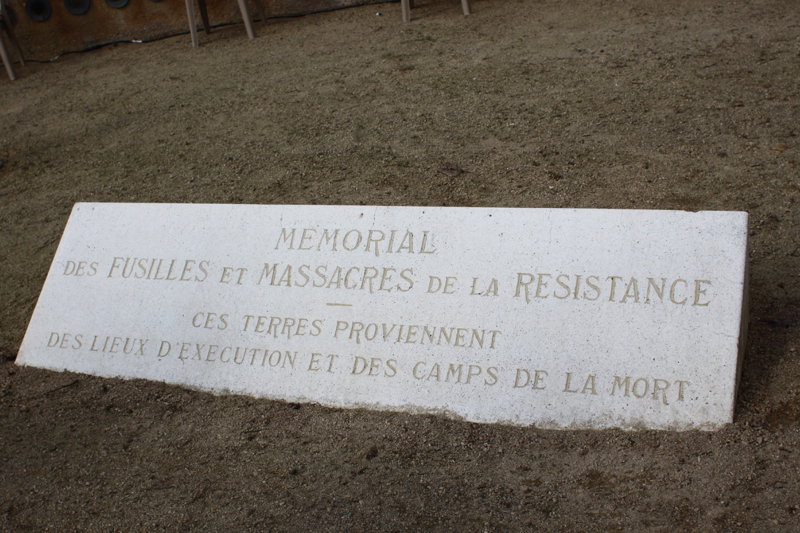 MEMORIAL
DES FUSILLES ET MASSACRES DE LA RESISTANCE
CES TERRES PROVIENNENT
DES LIEUX D'EXECUTION ET DES CAMPS DE LA MORT